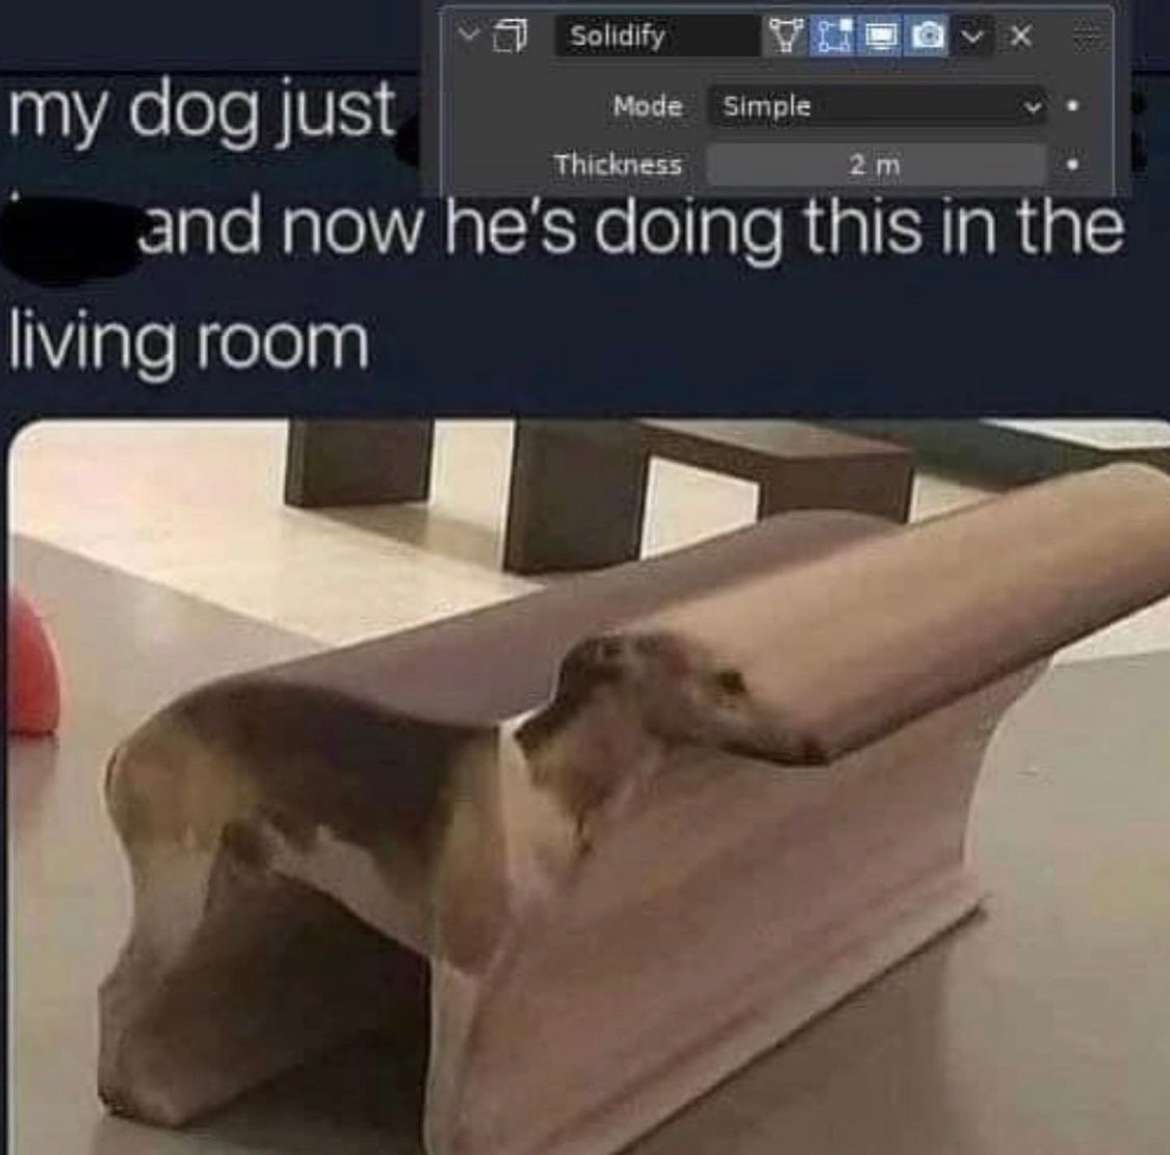 Solidify
my dog just
Mode Simple
Thickness 2 m
and now he's doing this in the
living room